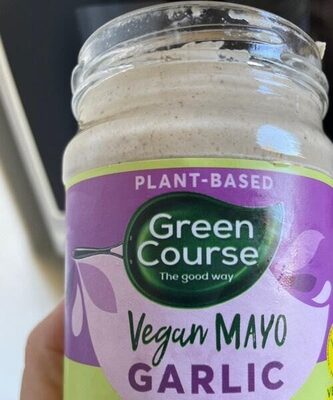 PLANT-BASED
Green
Course
The good way
Vegan MAYO
GARLIC